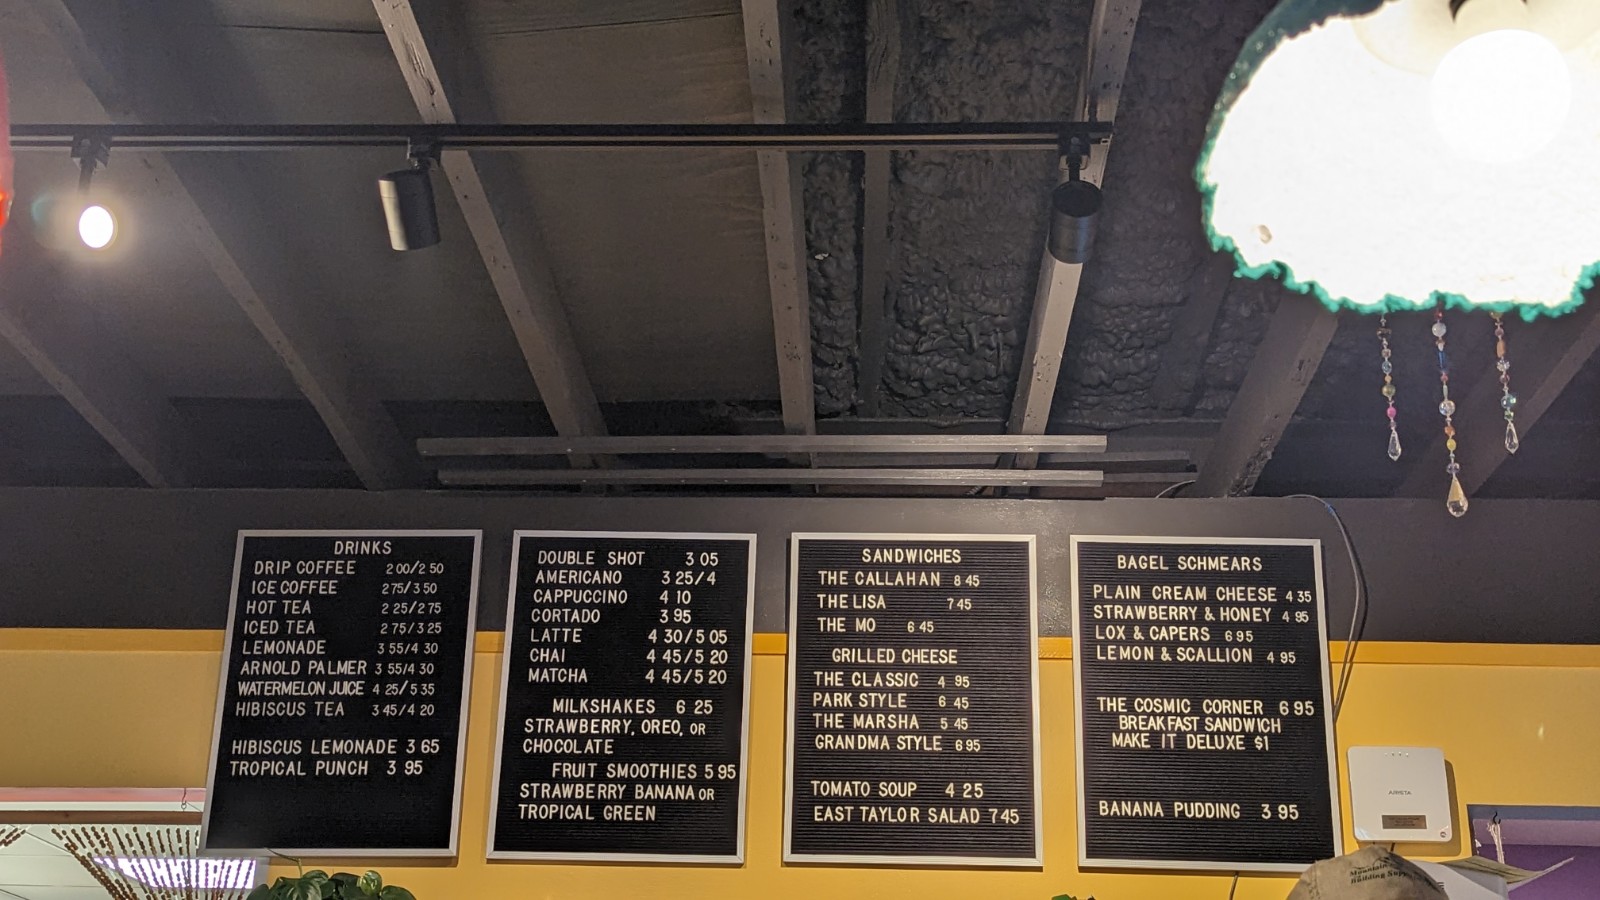 DRINKS
DRIP COFFEE 2 00/2 50
ICE COFFEE 2 75/3 50
HOT TEA 2 25/2 75
ICED TEA 2 75/3 25
LEMONADE 3 55/4 30
ARNOLD PALMER 3 55/4 30
WATERMELON JUICE 4 25/5 35
HIBISCUS TEA 3 45/4 20
HIBISCUS LEMONADE 3 65
TROPICAL PUNCH 3 95
DOUBLE SHOT 3 05
AMERICANO 3 25/4
CAPPUCCINO 4 10
CORTADO 3 95
LATTE 4 30/5 05
CHAI 4 45/5 20
MATCHA 4 45/5 20
MILKSHAKES 6 25
STRAWBERRY, OREO, OR
CHOCOLATE
FRUIT SMOOTHIES 5 95
STRAWBERRY BANANA OR
TROPICAL GREEN
SANDWICHES
THE CALLAHAN 8 45
THE LISA 7 45
THE MO 6 45
GRILLED CHEESE
THE CLASSIC 4 95
PARK STYLE 6 45
THE MARSHA 5 45
GRANDMA STYLE 6 95
TOMATO SOUP 4 25
EAST TAYLOR SALAD 7 45
BAGEL SCHMEARS
PLAIN CREAM CHEESE 4 35
STRAWBERRY & HONEY 4 95
LOX & CAPERS 6 95
LEMON & SCALLION 4 95
THE COSMIC CORNER 6 95
BREAKFAST SANDWICH
MAKE IT DELUXE $1
BANANA PUDDING 3 95
Mountain
Building